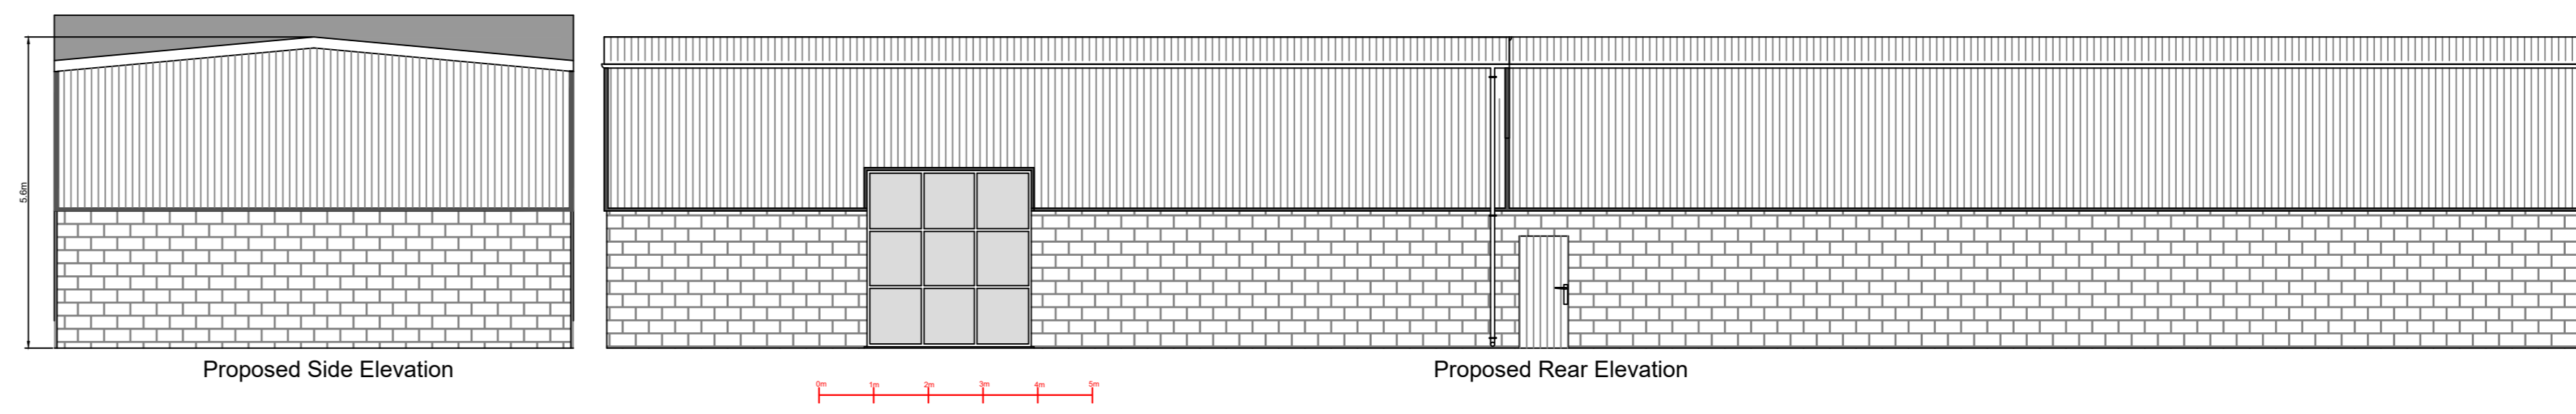 5.6m
Proposed Side Elevation
Proposed Rear Elevation
0m 1m 2m 3m 4m 5m